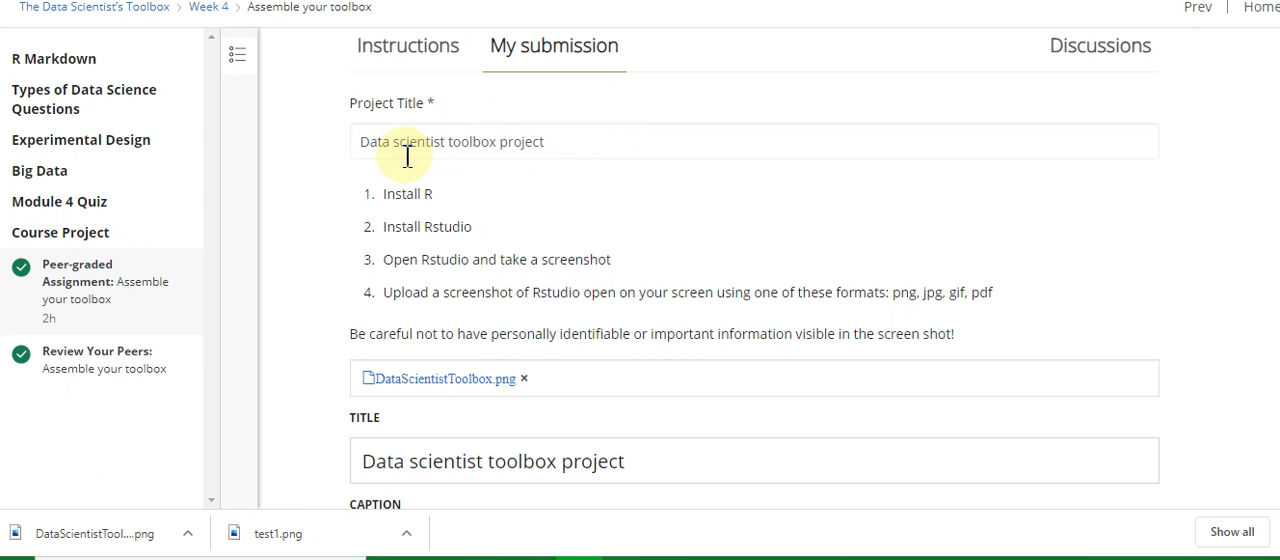 The Data Scientist's Toolbox > Week 4 > Assemble your toolbox
Prev | Home
R Markdown
Types of Data Science
Questions
Experimental Design
Big Data
Module 4 Quiz
Course Project
Peer-graded
Assignment: Assemble
your toolbox
2h
Review Your Peers:
Assemble your toolbox
Instructions
My submission
Discussions
Project Title *
Data scientist toolbox project
1. Install R
2. Install Rstudio
3. Open Rstudio and take a screenshot
4. Upload a screenshot of Rstudio open on your screen using one of these formats: png, jpg, gif, pdf
Be careful not to have personally identifiable or important information visible in the screen shot!
DataScientistToolbox.png ×
TITLE
Data scientist toolbox project
CAPTION
DataScientistTool....png
test1.png
Show all